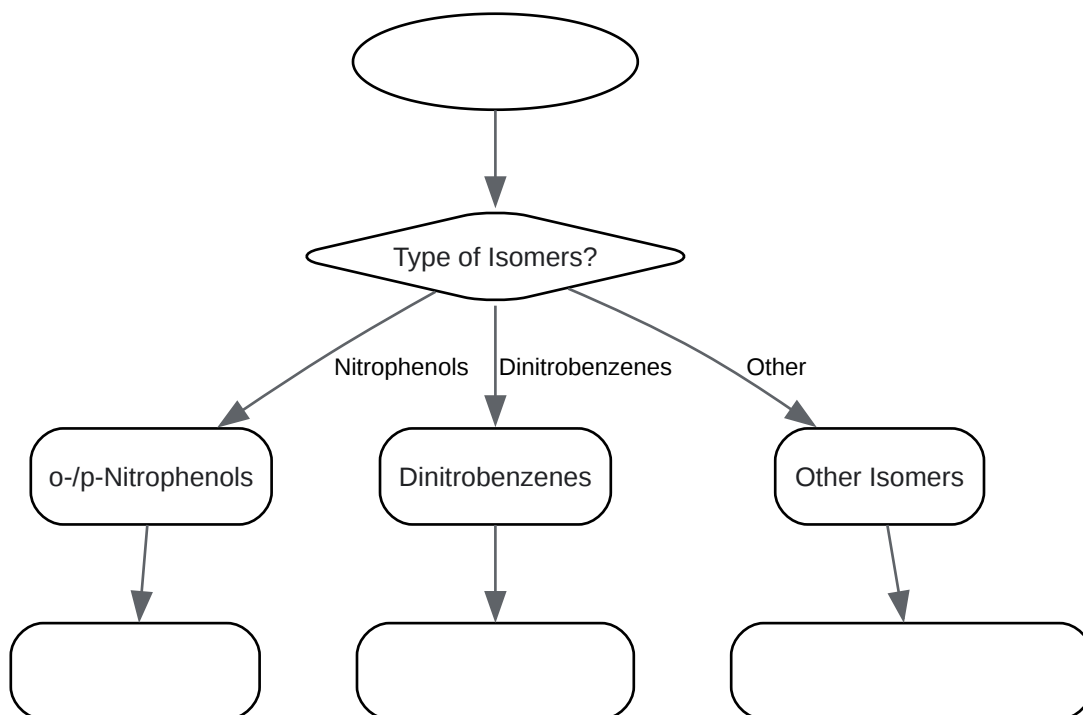 Type of Isomers?
Nitrophenols
Dinitrobenzenes
Other
o-/p-Nitrophenols
Dinitrobenzenes
Other Isomers